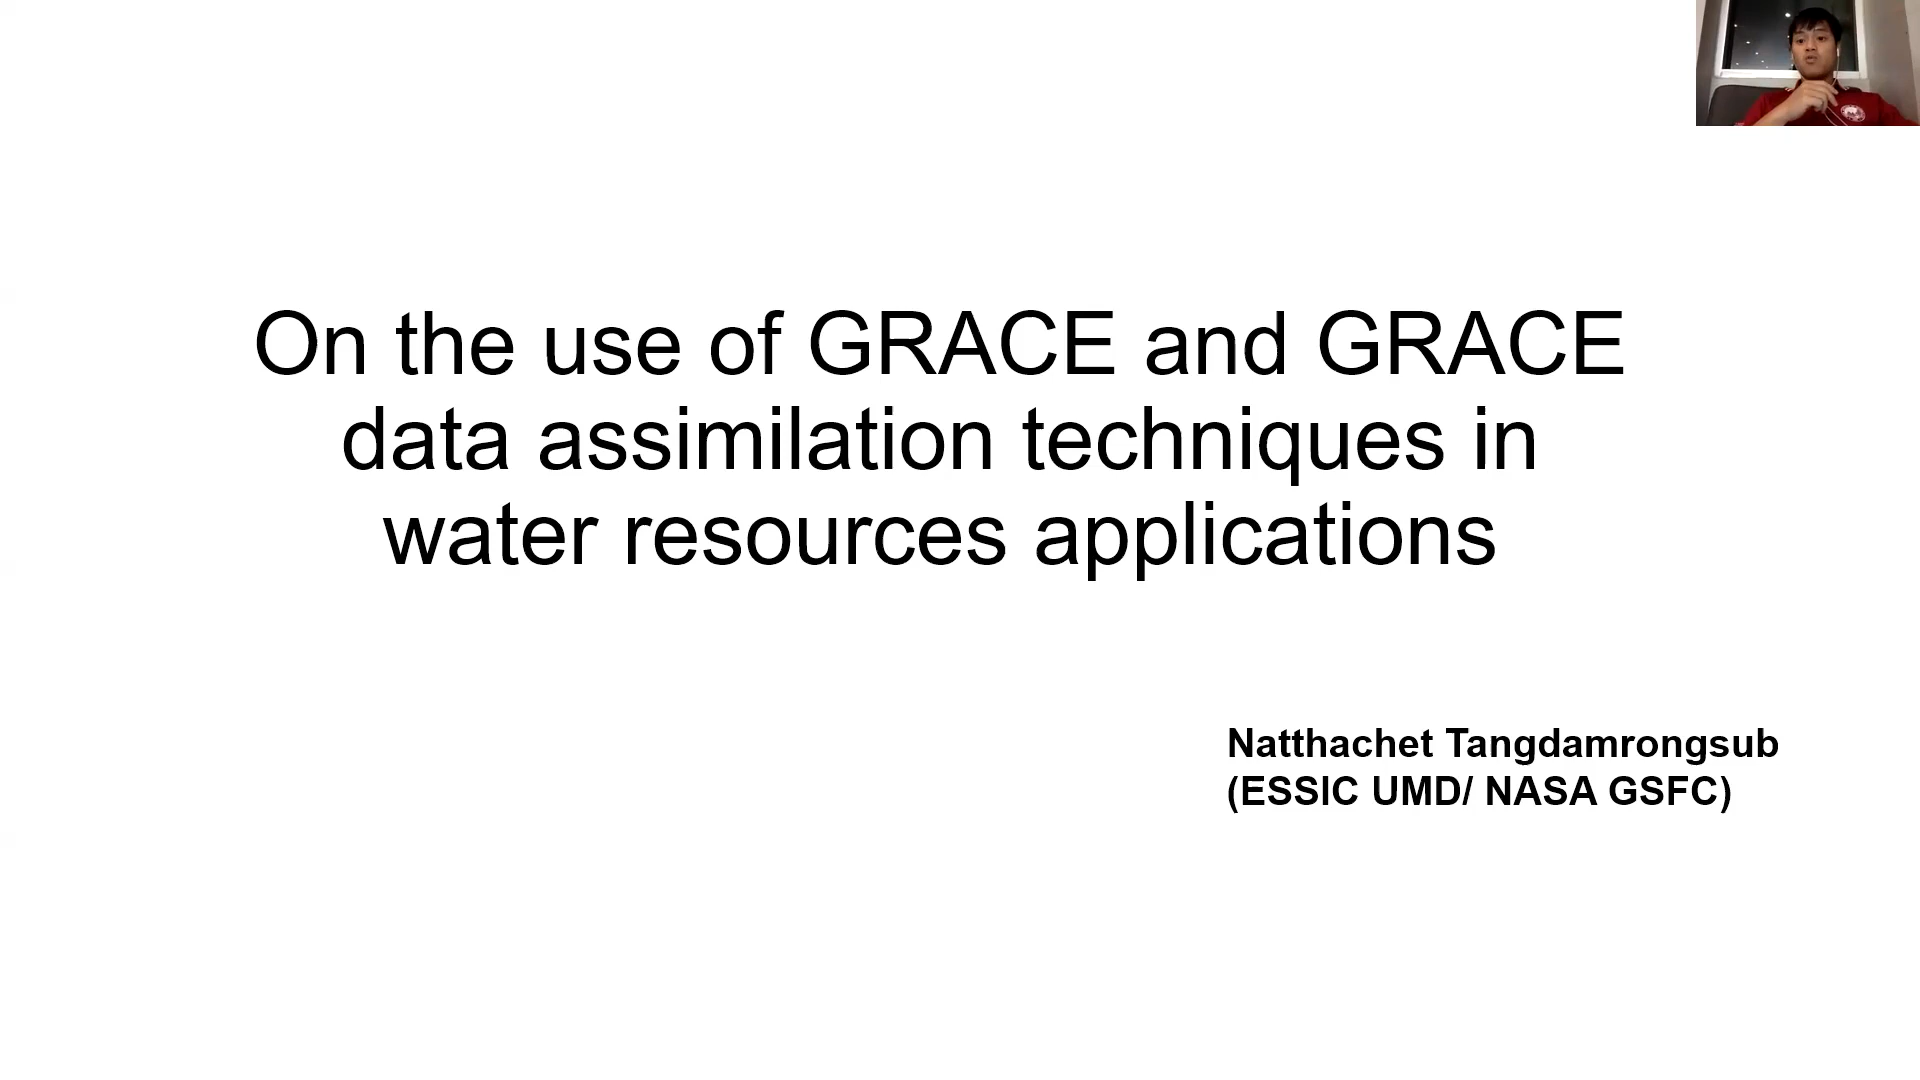 On the use of GRACE and GRACE
data assimilation techniques in
water resources applications
Natthachet Tangdamrongsub
(ESSIC UMD/ NASA GSFC)